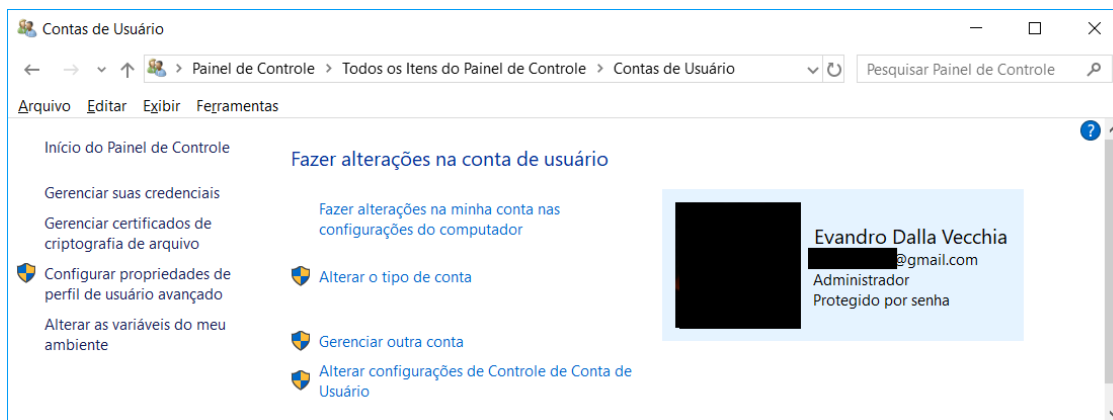 Contas de Usuário
Painel de Controle > Todos os Itens do Painel de Controle > Contas de Usuário
Pesquisar Painel de Controle
Arquivo Editar Exibir Ferramentas
?
Início do Painel de Controle
Gerenciar suas credenciais
Gerenciar certificados de
criptografia de arquivo
Configurar propriedades de
perfil de usuário avançado
Alterar as variáveis do meu
ambiente
Fazer alterações na conta de usuário
Fazer alterações na minha conta nas
configurações do computador
Alterar o tipo de conta
Gerenciar outra conta
Alterar configurações de Controle de Conta de
Usuário
Evandro Dalla Vecchia
@gmail.com
Administrador
Protegido por senha